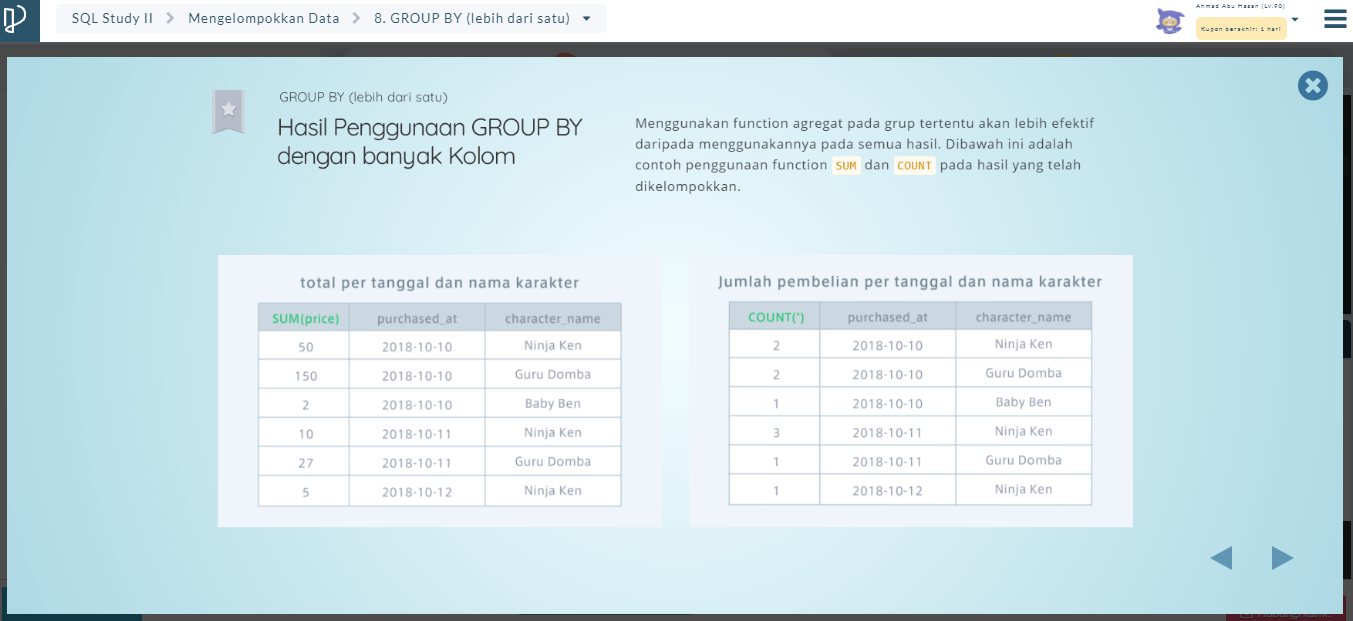 SQL Study II
Mengelompokkan Data
8. GROUP BY (lebih dari satu)
Ahmad Abu Hasan (Lv.90)
Kupon berakhir: 1 hari
GROUP BY (lebih dari satu)
Hasil Penggunaan GROUP BY
dengan banyak Kolom
Menggunakan function agregat pada grup tertentu akan lebih efektif
daripada menggunakannya pada semua hasil. Dibawah ini adalah
contoh penggunaan function SUM dan COUNT pada hasil yang telah
dikelompokkan.
total per tanggal dan nama karakter
SUM(price) purchased_at character_name
50 2018-10-10 Ninja Ken
150 2018-10-10 Guru Domba
2 2018-10-10 Baby Ben
10 2018-10-11 Ninja Ken
27 2018-10-11 Guru Domba
5 2018-10-12 Ninja Ken
Jumlah pembelian per tanggal dan nama karakter
COUNT(*) purchased_at character_name
2 2018-10-10 Ninja Ken
2 2018-10-10 Guru Domba
1 2018-10-10 Baby Ben
3 2018-10-11 Ninja Ken
1 2018-10-11 Guru Domba
1 2018-10-12 Ninja Ken